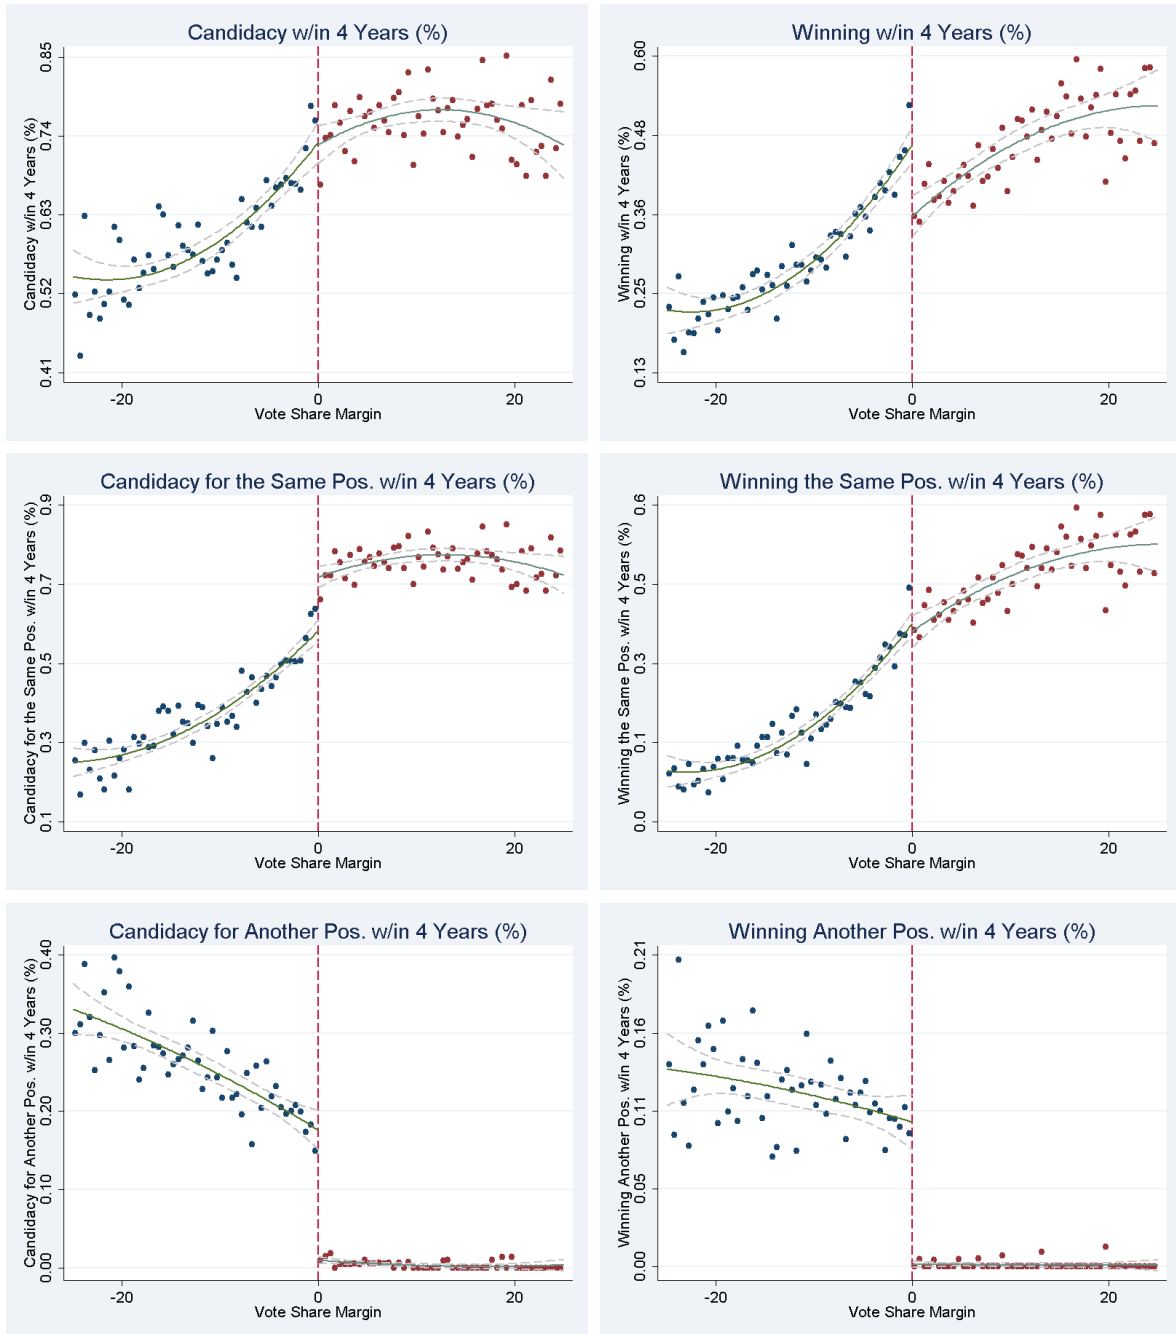 Candidacy w/in 4 Years (%)
Candidacy w/in 4 Years (%)
0.85
0.74
0.63
0.52
0.41
-20 0 20
Vote Share Margin
Winning w/in 4 Years (%)
Winning w/in 4 Years (%)
0.60
0.48
0.36
0.25
0.13
-20 0 20
Vote Share Margin
Candidacy for the Same Pos. w/in 4 Years (%)
Candidacy for the Same Pos. w/in 4 Years (%)
0.9
0.7
0.5
0.3
0.1
-20 0 20
Vote Share Margin
Winning the Same Pos. w/in 4 Years (%)
Winning the Same Pos. w/in 4 Years (%)
0.6
0.5
0.3
0.1
0.0
-20 0 20
Vote Share Margin
Candidacy for Another Pos. w/in 4 Years (%)
Candidacy for Another Pos. w/in 4 Years (%)
0.40
0.30
0.20
0.10
0.00
-20 0 20
Vote Share Margin
Winning Another Pos. w/in 4 Years (%)
Winning Another Pos. w/in 4 Years (%)
0.21
0.16
0.11
0.05
0.00
-20 0 20
Vote Share Margin